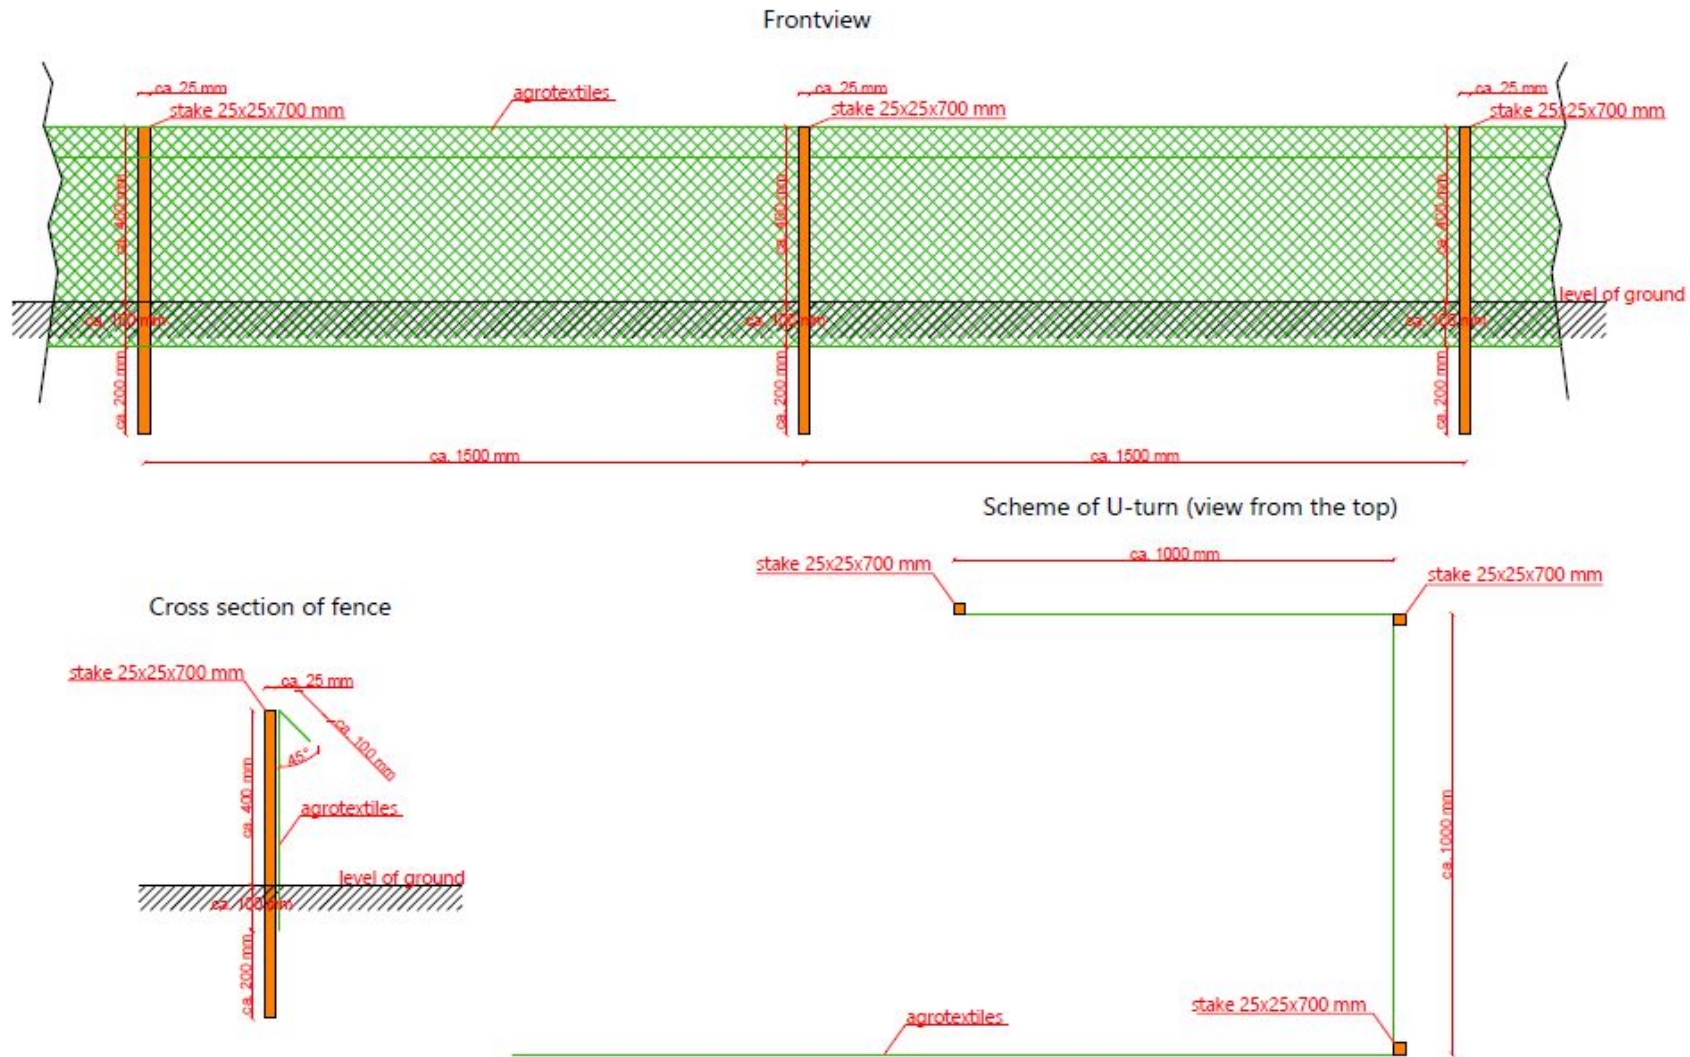 Frontview
ca. 25 mm
stake 25x25x700 mm
agrotextiles
ca. 25 mm
stake 25x25x700 mm
ca. 25 mm
stake 25x25x700 mm
ca. 400 mm
ca. 400 mm
ca. 400 mm
level of ground
ca. 100 mm
ca. 100 mm
ca. 100 mm
ca. 200 mm
ca. 200 mm
ca. 200 mm
ca. 1500 mm
ca. 1500 mm
Scheme of U-turn (view from the top)
ca. 1000 mm
stake 25x25x700 mm
stake 25x25x700 mm
ca. 1000 mm
stake 25x25x700 mm
agrotextiles
Cross section of fence
stake 25x25x700 mm
ca. 25 mm
ca. 100 mm
45°
ca. 400 mm
agrotextiles
level of ground
ca. 100 mm
ca. 200 mm